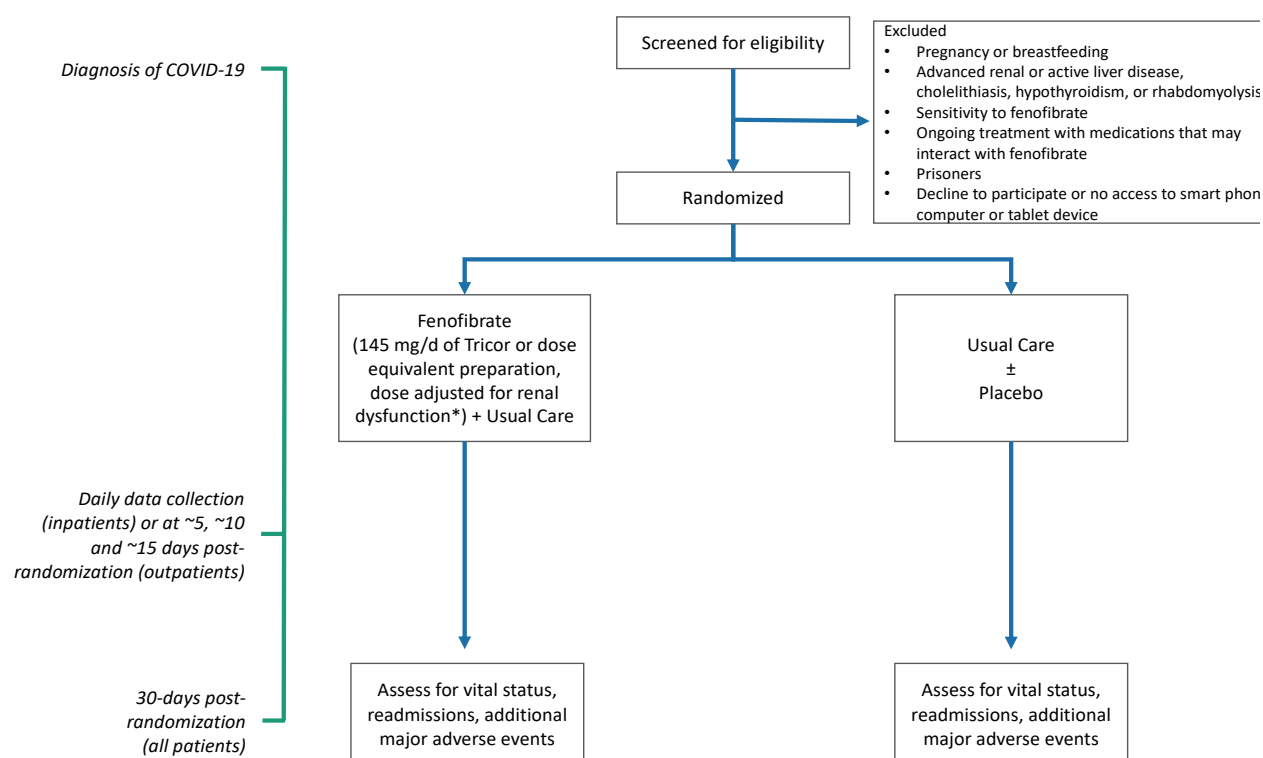 Screened for eligibility
Excluded
• Pregnancy or breastfeeding
• Advanced renal or active liver disease,
cholelithiasis, hypothyroidism, or rhabdomyolysis
• Sensitivity to fenofibrate
• Ongoing treatment with medications that may
interact with fenofibrate
• Prisoners
• Decline to participate or no access to smart phon
computer or tablet device
Diagnosis of COVID-19
Randomized
Fenofibrate
(145 mg/d of Tricor or dose
equivalent preparation,
dose adjusted for renal
dysfunction*) + Usual Care
Usual Care
±
Placebo
Daily data collection
(inpatients) or at ~5, ~10
and ~15 days post-
randomization (outpatients)
30-days post-
randomization
(all patients)
Assess for vital status,
readmissions, additional
major adverse events
Assess for vital status,
readmissions, additional
major adverse events